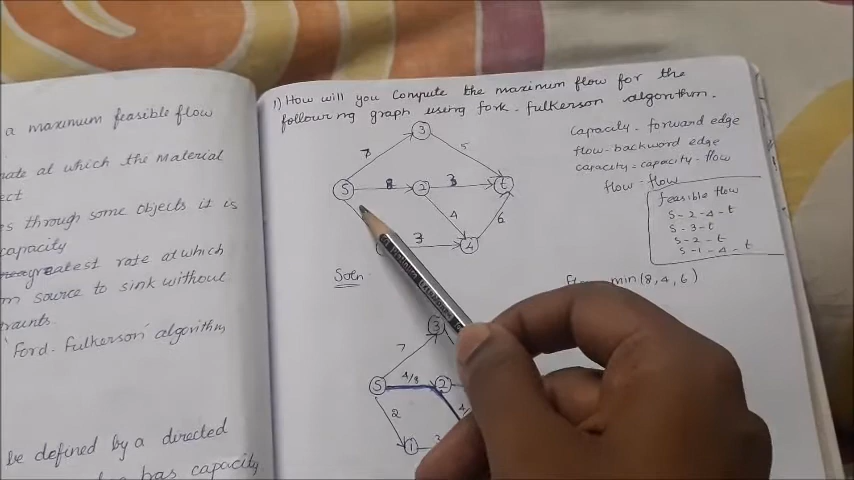 a maximum feasible flow
rate at which the Material
ect
s through some objects it is
capacity
greatest rate at which
m source to sink without
raints.
'Ford-Fulkerson' algorithm
be defined by a directed
has capacity
1) How will you Compute the maximum flow for the
following graph using fork-fulkerson algorithm.
Capacity - forward edge
flow - backward edge
capacity = capacity - flow
flow = flow
feasible flow
S-2-4-t
S-3-t
S-2-t
S-1-4-t
3
7
5
S
8
2
3
t
4
6
3
4
Soln
min(8,4,6)
3
7
S
4/8
2
4/
2
1